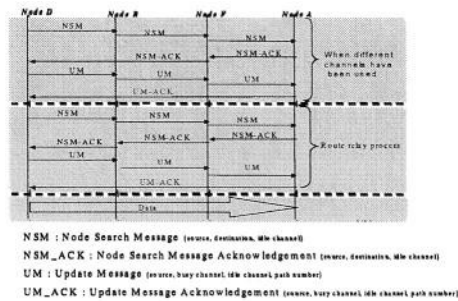 Node D Node B Node F Node A
NSM
NSM
NSM
NSM-ACK
NSM-ACK
UM
UM
UM
UM-ACK
When different
channels have
been used
NSM
NSM
NSM
NSM-ACK
NSM-ACK
NSM-ACK
UM
UM
UM
UM-ACK
Route relay process
Data
NSM : Node Search Message (source, destination, idle channel)
NSM_ACK : Node Search Message Acknowledgement (source, destination, idle channel)
UM : Update Message (source, busy channel, idle channel, path number)
UM_ACK : Update Message Acknowledgement (source, busy channel, idle channel, path number)